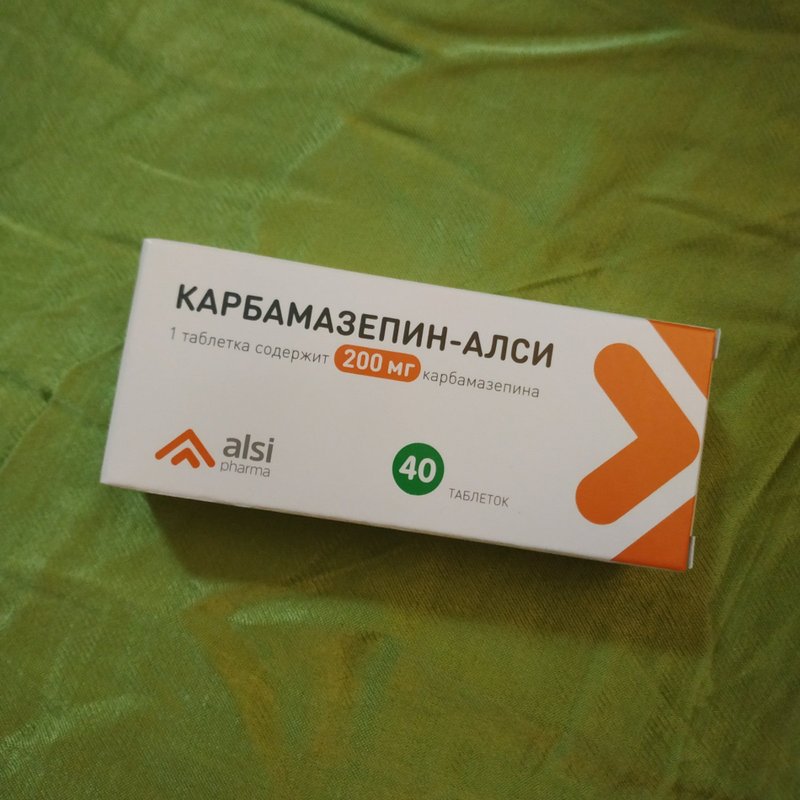 КАРБАМАЗЕПИН-АЛСИ
1 таблетка содержит 200 мг карбамазепина
alsi
pharma
40 ТАБЛЕТОК